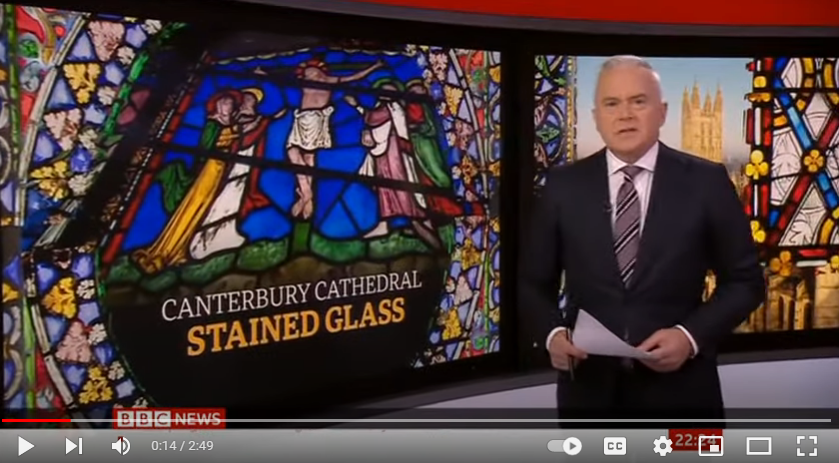 CANTERBURY CATHEDRAL
STAINED GLASS
BBC NEWS
0:14 / 2:49
CC